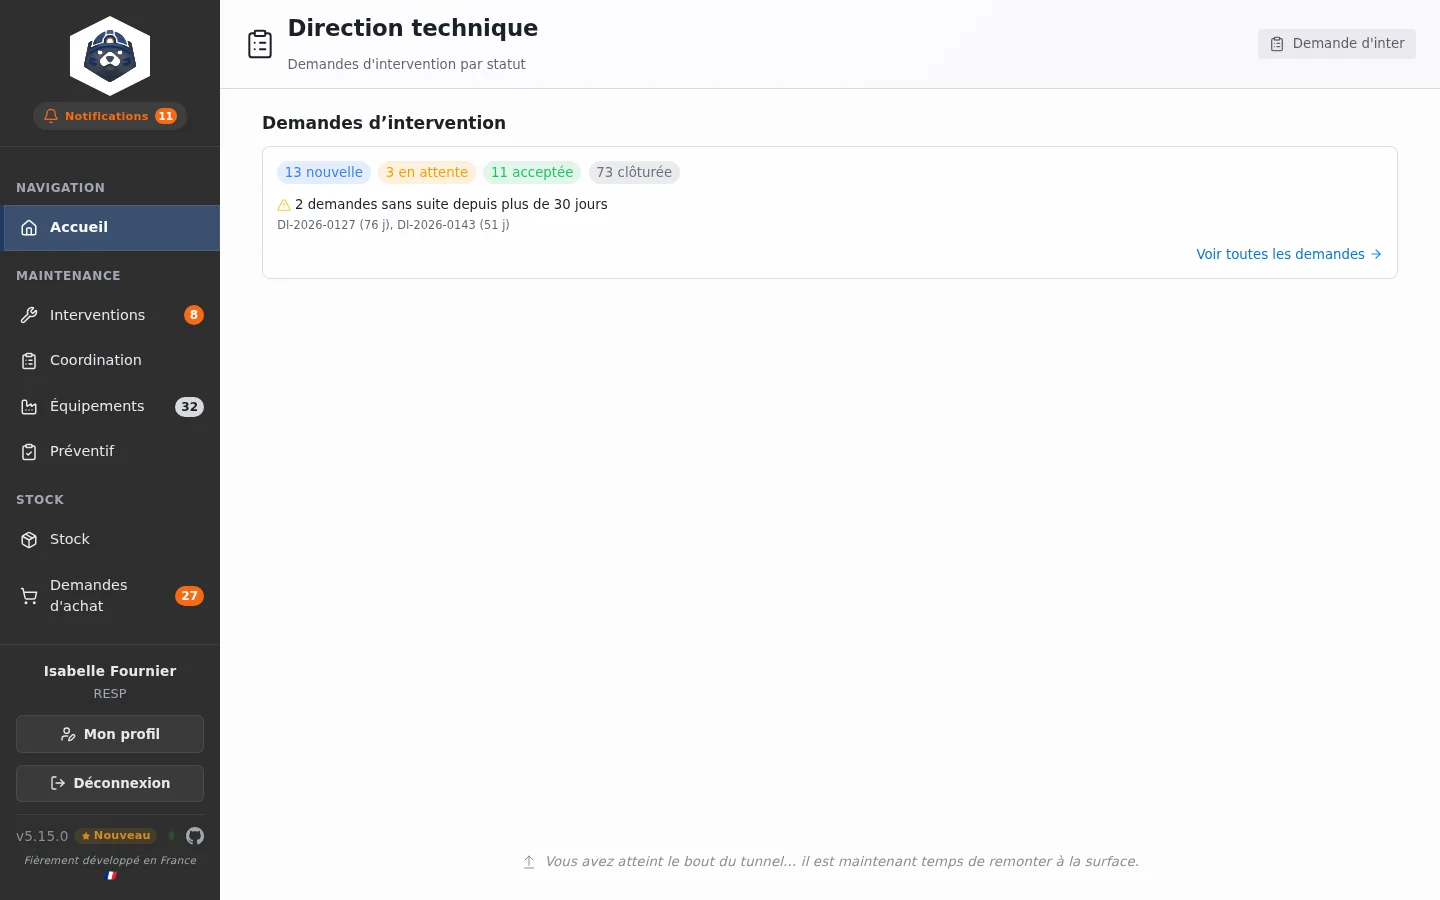 Notifications 11
NAVIGATION
Accueil
MAINTENANCE
Interventions 8
Coordination
Équipements 32
Préventif
STOCK
Stock
Demandes
d'achat 27
Isabelle Fournier
RESP
Mon profil
Déconnexion
v5.15.0 Nouveau
Fièrement développé en France
Direction technique
Demandes d'intervention par statut
Demande d'inter
Demandes d’intervention
13 nouvelle 3 en attente 11 acceptée 73 clôturée
2 demandes sans suite depuis plus de 30 jours
DI-2026-0127 (76 j), DI-2026-0143 (51 j)
Voir toutes les demandes
Vous avez atteint le bout du tunnel... il est maintenant temps de remonter à la surface.